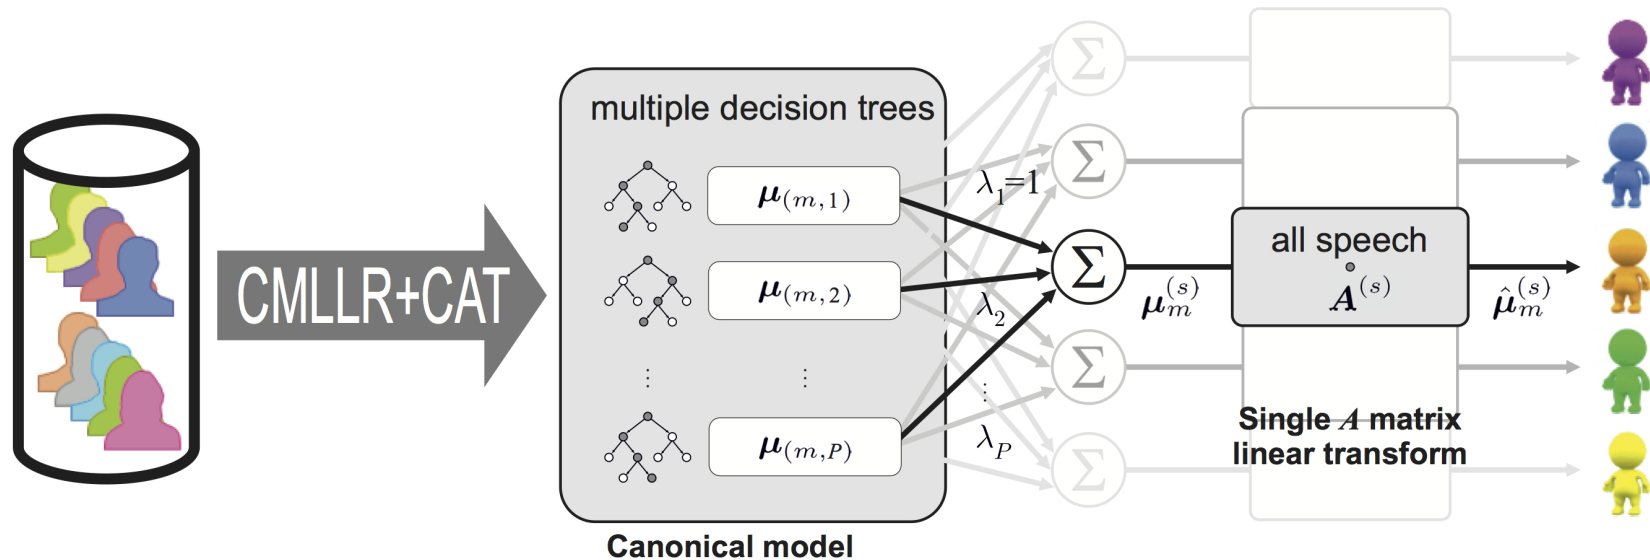 CMLLR+CAT
multiple decision trees
μ(m,1)
μ(m,2)
⋮ ⋮
μ(m,P)
Canonical model
λ1=1
λ2
⋮
λP
Σ
Σ
Σ
Σ
Σ
μm(s)
all speech
A(s)
μ̂m(s)
Single A matrix
linear transform